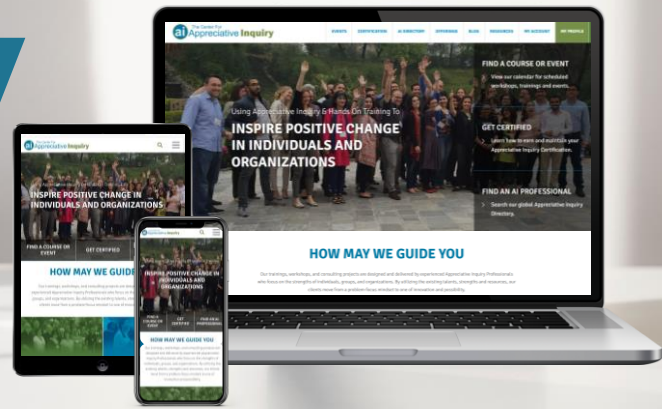 The Center For
ai Appreciative Inquiry
EVENTS CERTIFICATION AI DIRECTORY OFFERINGS BLOG RESOURCES MY ACCOUNT MY PROFILE
Using Appreciative Inquiry & Hands On Training To
INSPIRE POSITIVE CHANGE
IN INDIVIDUALS AND
ORGANIZATIONS
FIND A COURSE OR EVENT
View our calendar for scheduled
workshops, trainings and events.
GET CERTIFIED
Learn how to earn and maintain your
Appreciative Inquiry Certification.
FIND AN AI PROFESSIONAL
Search our global Appreciative Inquiry
Directory.
HOW MAY WE GUIDE YOU
Our trainings, workshops, and consulting projects are designed and delivered by experienced Appreciative Inquiry Professionals
who focus on the strengths of individuals, groups, and organizations. By utilizing the existing talents, strengths and resources, our
clients move from a problem-focus mindset to one of innovation and possibility.
ai Appreciative Inquiry
INSPIRE POSITIVE CHANGE IN
INDIVIDUALS AND ORGANIZATIONS
FIND A COURSE OR
EVENT
GET CERTIFIED
HOW MAY WE GUIDE
ai Appreciative Inquiry
INSPIRE POSITIVE CHANGE IN
INDIVIDUALS AND
ORGANIZATIONS
FIND A
COURSE OR
EVENT
GET
CERTIFIED
FIND AN AI
PROFESSIONAL
HOW MAY WE GUIDE YOU